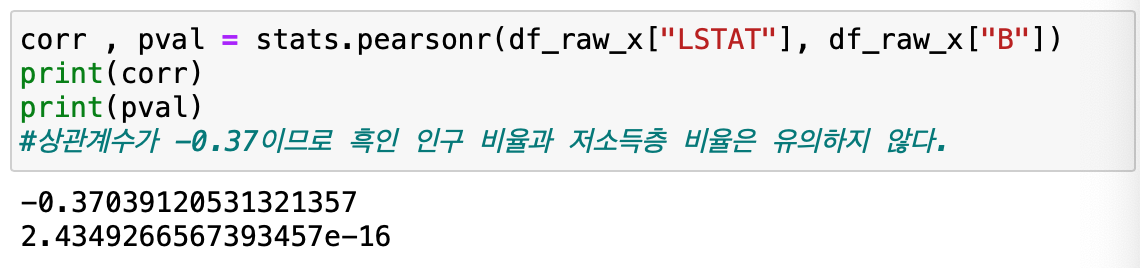 corr , pval = stats.pearsonr(df_raw_x["LSTAT"], df_raw_x["B"])
print(corr)
print(pval)
#상관계수가 -0.37이므로 흑인 인구 비율과 저소득층 비율은 유의하지 않다.
-0.37039120531321357
2.4349266567393457e-16